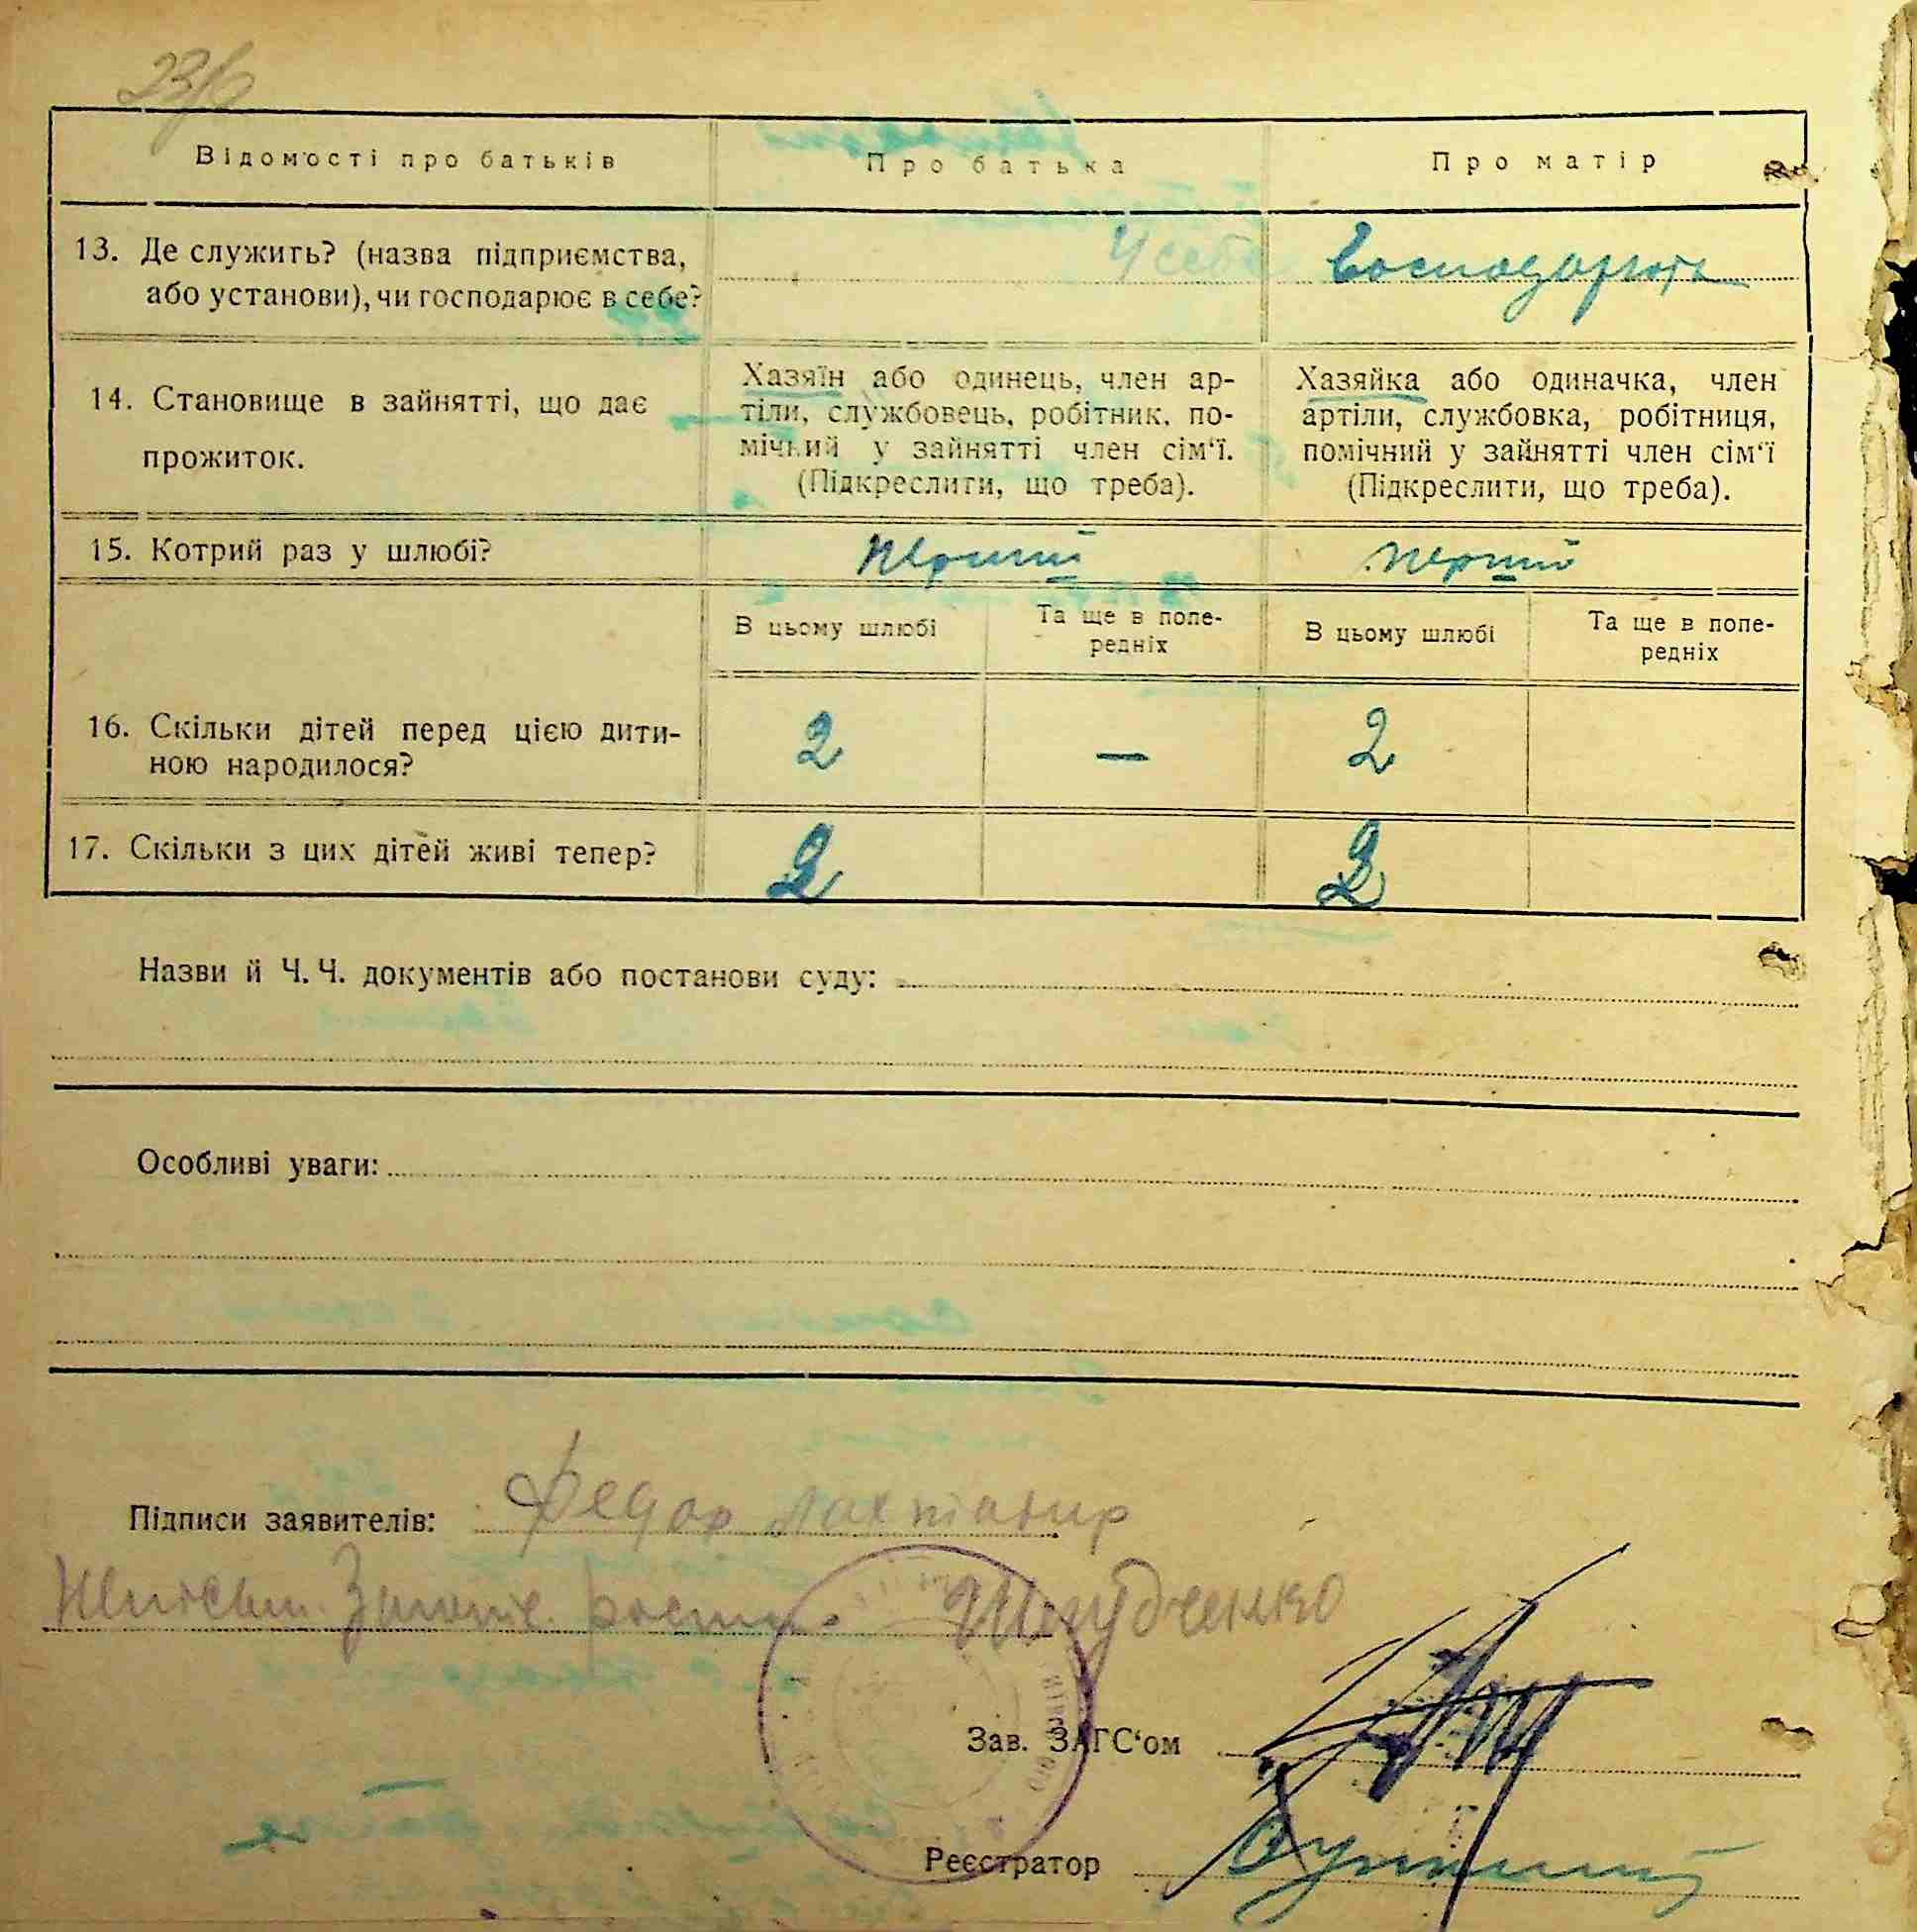 Відомості про батьків Про батька Про матір
13. Де служить? (назва підприємства, або установи), чи господарює в себе? У себе Господарюють
14. Становище в зайнятті, що дає прожиток.
Хазяїн або одинець, член ар-
тіли, службовець, робітник, по-
мічний у зайнятті член сім‘ї.
(Підкреслити, що треба).
Хазяйка або одиначка, член
артіли, службовка, робітниця,
помічний у зайнятті член сім‘ї
(Підкреслити, що треба).
15. Котрий раз у шлюбі? перший перший
В цьому шлюбі Та ще в попе-
редніх В цьому шлюбі Та ще в попе-
редніх
16. Скільки дітей перед цією дити-
ною народилося? 2 — 2
17. Скільки з цих дітей живі тепер? 2 2
Назви й Ч. Ч. документів або постанови суду:
Особливі уваги:
Підписи заявителів: Федор Лахтавир
Зав. ЗАГС‘ом
Реєстратор